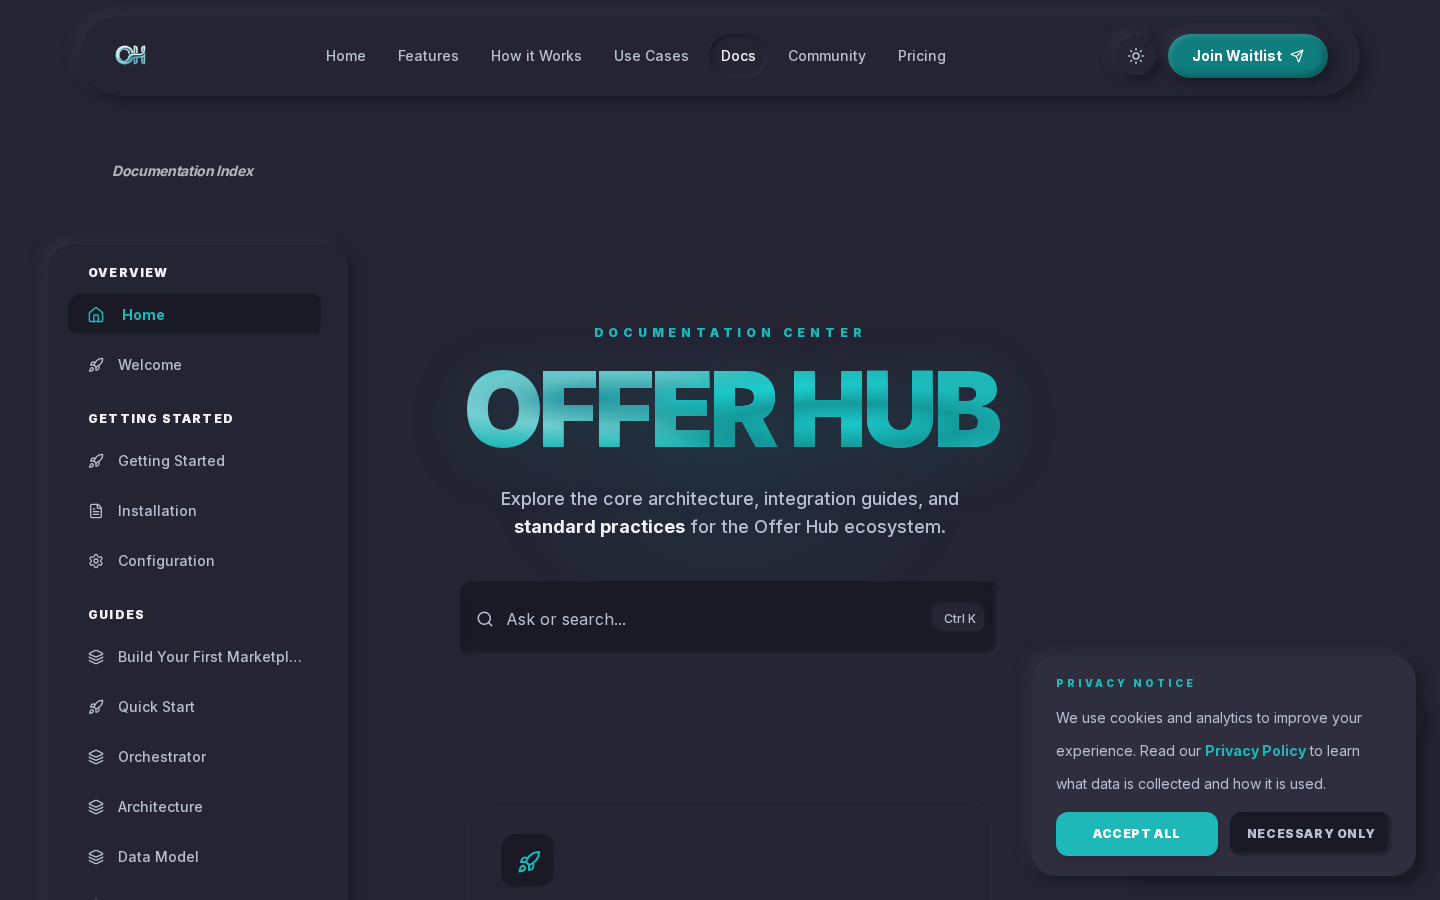 OH
Home
Features
How it Works
Use Cases
Docs
Community
Pricing
Join Waitlist
Documentation Index
OVERVIEW
Home
Welcome
GETTING STARTED
Getting Started
Installation
Configuration
GUIDES
Build Your First Marketpl...
Quick Start
Orchestrator
Architecture
Data Model
DOCUMENTATION CENTER
OFFER HUB
Explore the core architecture, integration guides, and
standard practices for the Offer Hub ecosystem.
Ask or search...
Ctrl K
PRIVACY NOTICE
We use cookies and analytics to improve your
experience. Read our Privacy Policy to learn
what data is collected and how it is used.
ACCEPT ALL
NECESSARY ONLY